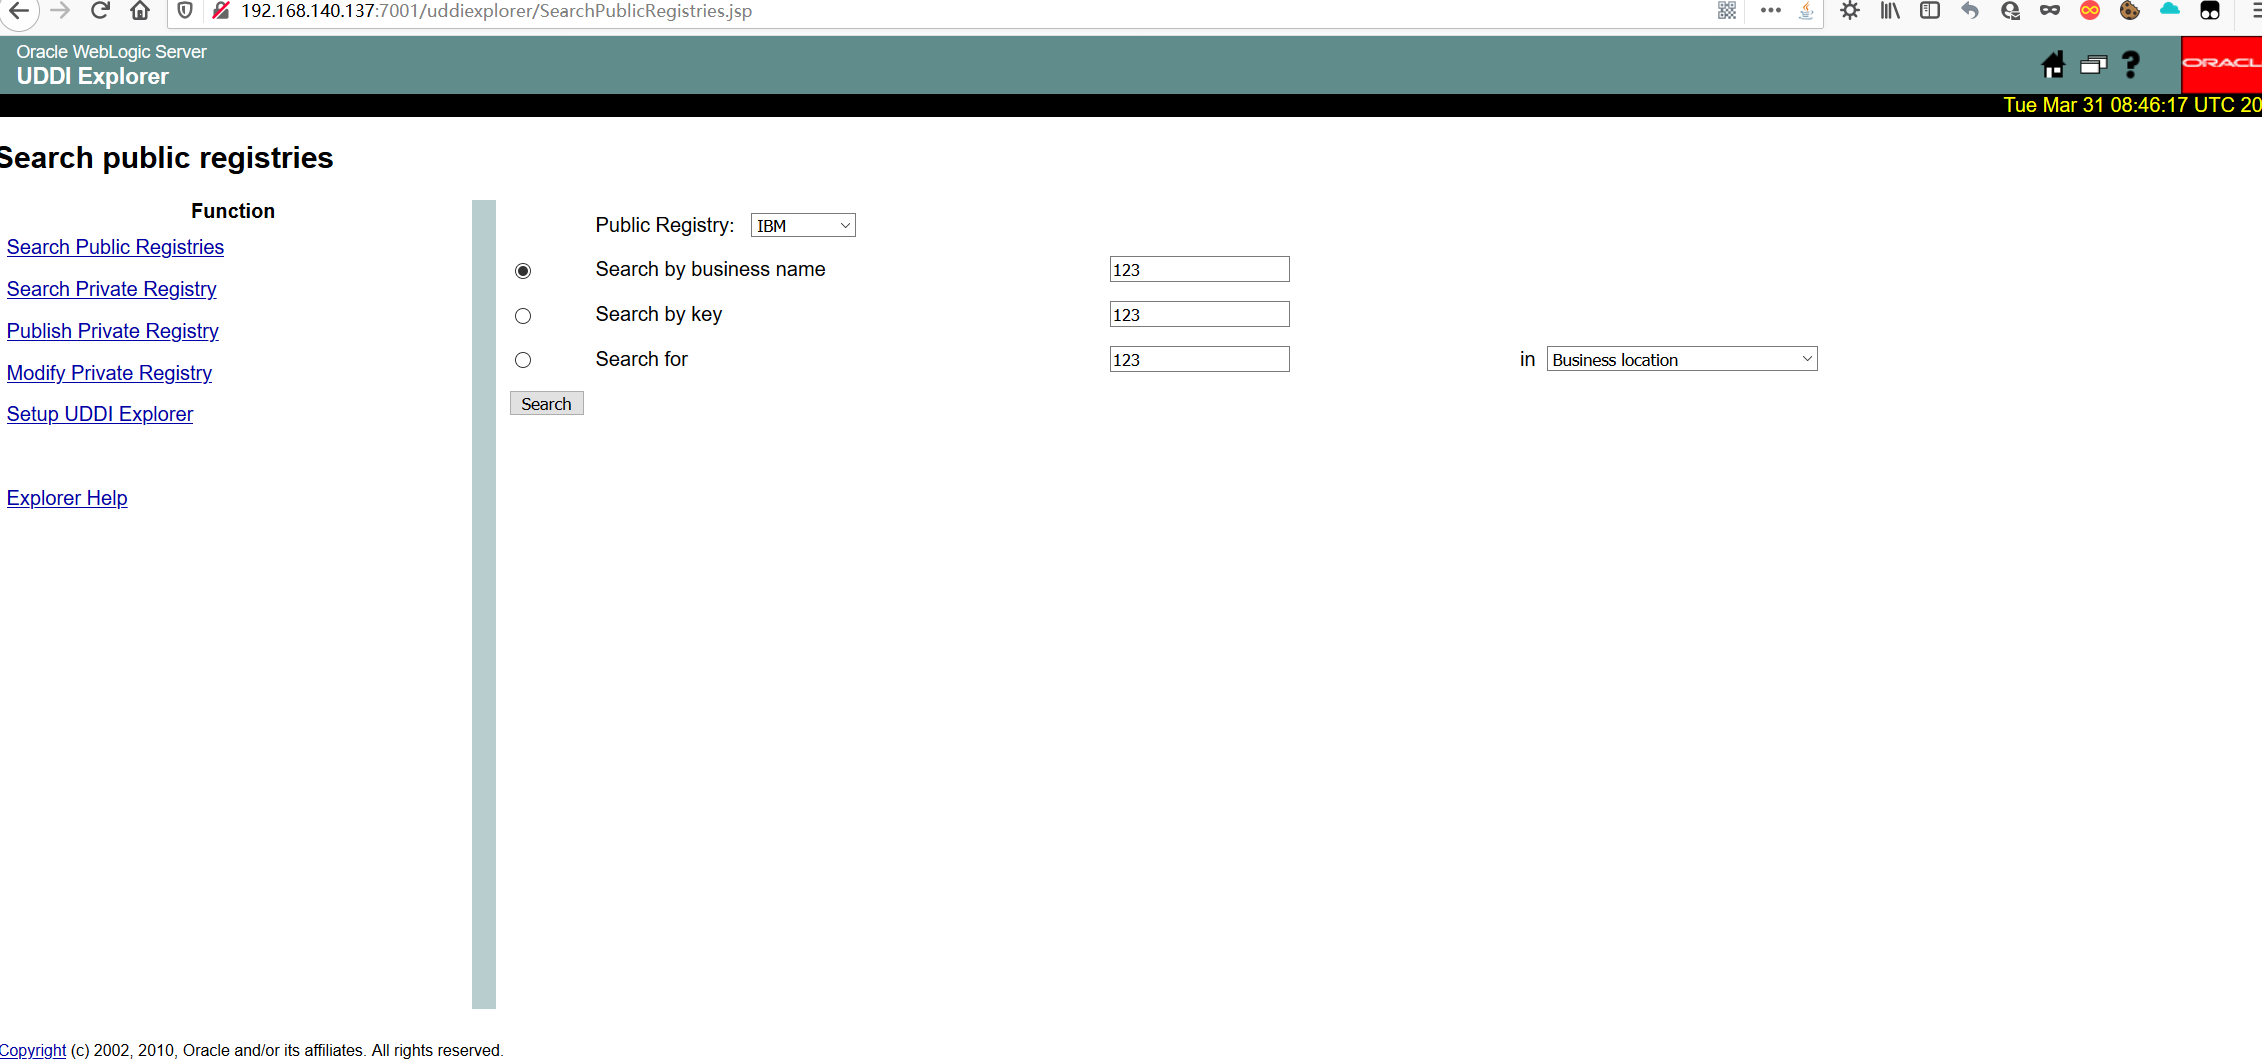 192.168.140.137:7001/uddiexplorer/SearchPublicRegistries.jsp
Oracle WebLogic Server
UDDI Explorer
ORACL
Tue Mar 31 08:46:17 UTC 20
Search public registries
Function
Search Public Registries
Search Private Registry
Publish Private Registry
Modify Private Registry
Setup UDDI Explorer
Explorer Help
Public Registry: IBM
Search by business name 123
Search by key 123
Search for 123 in Business location
Search
Copyright (c) 2002, 2010, Oracle and/or its affiliates. All rights reserved.